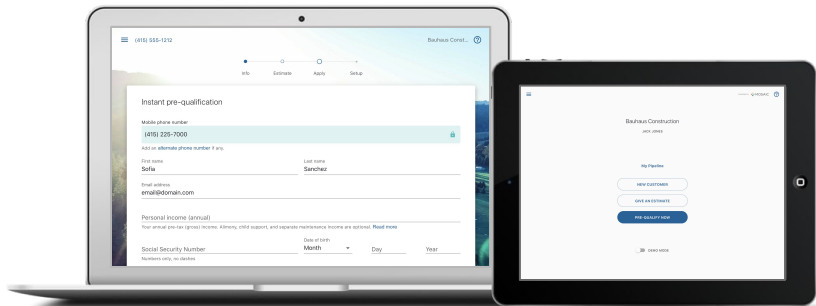 (415) 555-1212
Bauhaus Const...
Info Estimate Apply Setup
Instant pre-qualification
Mobile phone number
(415) 225-7000
Add an alternate phone number if any.
First name Last name
Sofia Sanchez
Email address
email@domain.com
Personal income (annual)
Your annual pre-tax (gross) income. Alimony, child support, and separate maintenance income are optional. Read more
Date of birth
Social Security Number Month Day Year
Numbers only, no dashes
Bauhaus Construction
JACK JONES
My Pipeline
NEW CUSTOMER
GIVE AN ESTIMATE
PRE-QUALIFY NOW
DEMO MODE